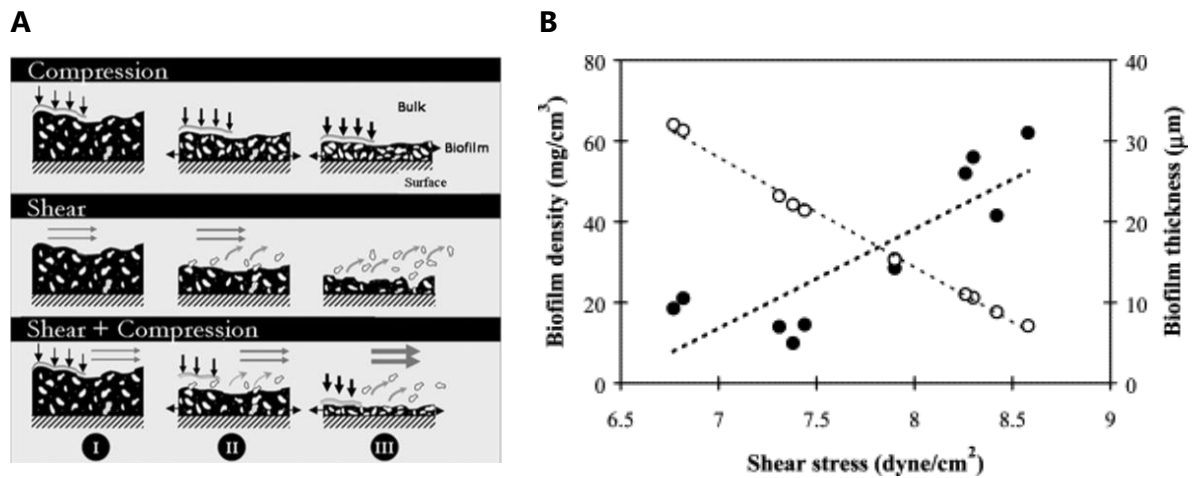 A
Compression
Bulk
Biofilm
Surface
Shear
Shear + Compression
I
II
III
B
Biofilm density (mg/cm³)
80
60
40
20
0
6.5
7
7.5
8
8.5
9
Shear stress (dyne/cm²)
40
30
20
10
0
Biofilm thickness (μm)